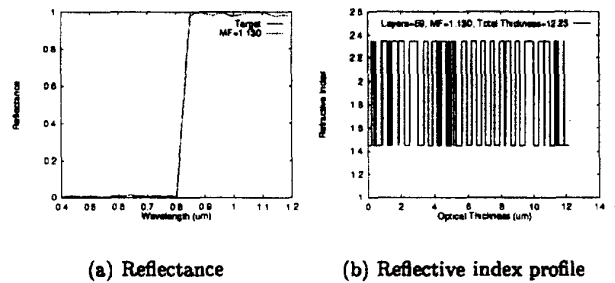 Target
MF=1.130
Reflectance
1
0.8
0.6
0.4
0.2
0
0.4 0.5 0.6 0.7 0.8 0.9 1 1.1 1.2
Wavelength (um)
(a) Reflectance
Layers=59, MF=1.130, Total Thickness=12.23
Refractive Index
2.6
2.4
2.2
2
1.8
1.6
1.4
1.2
1
0 2 4 6 8 10 12 14
Optical Thickness (um)
(b) Reflective index profile